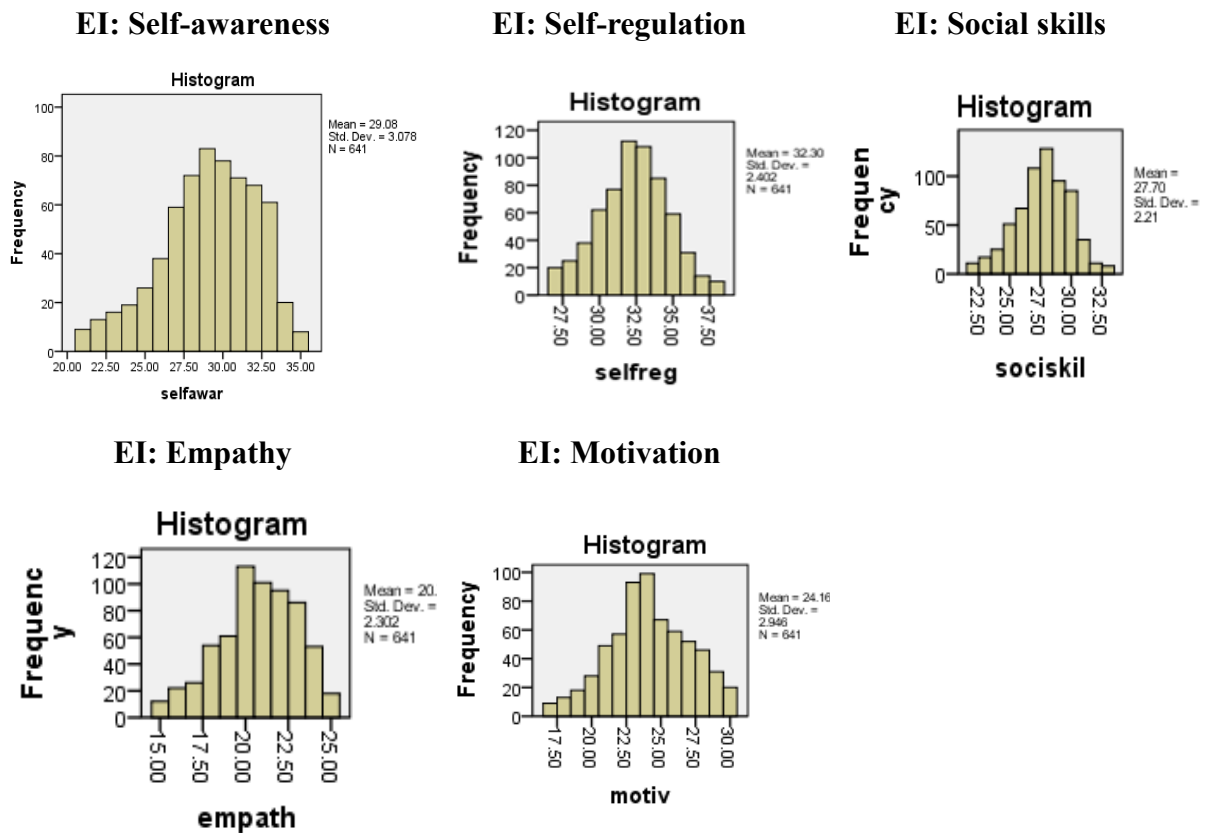 EI: Self-awareness
EI: Self-regulation
EI: Social skills
Histogram
100
80
60
40
20
0
Frequency
20.00 22.50 25.00 27.50 30.00 32.50 35.00
selfawar
Mean = 29.08
Std. Dev. = 3.078
N = 641
Histogram
120
100
80
60
40
20
0
Frequency
27.50
30.00
32.50
35.00
37.50
selfreg
Mean = 32.30
Std. Dev. =
2.402
N = 641
Histogram
100
50
0
Frequen
cy
22.50
25.00
27.50
30.00
32.50
sociskil
Mean =
27.70
Std. Dev. =
2.21
EI: Empathy
EI: Motivation
Histogram
120
100
80
60
40
20
0
Frequenc
y
15.00
17.50
20.00
22.50
25.00
empath
Mean = 20.
Std. Dev. =
2.302
N = 641
Histogram
100
80
60
40
20
0
Frequency
17.50
20.00
22.50
25.00
27.50
30.00
motiv
Mean = 24.16
Std. Dev. =
2.946
N = 641